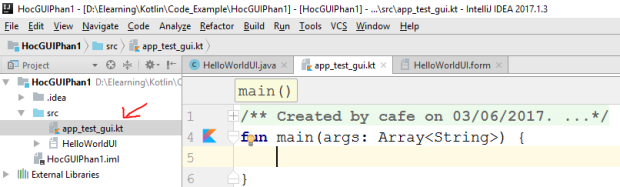 HocGUIPhan1 - [D:\Elearning\Kotlin\Code_Example\HocGUIPhan1] - [HocGUIPhan1] - ...\src\app_test_gui.kt - IntelliJ IDEA 2017.1.3
File Edit View Navigate Code Analyze Refactor Build Run Tools VCS Window Help
HocGUIPhan1 src app_test_gui.kt
Project
HelloWorldUI.java app_test_gui.kt HelloWorldUI.form
HocGUIPhan1 D:\Elearning\Kotlin\C
.idea
src
app_test_gui.kt
HelloWorldUI
HocGUIPhan1.iml
External Libraries
main()
1 /** Created by cafe on 03/06/2017. ...*/
4 fun main(args: Array<String>) {
5
6 }